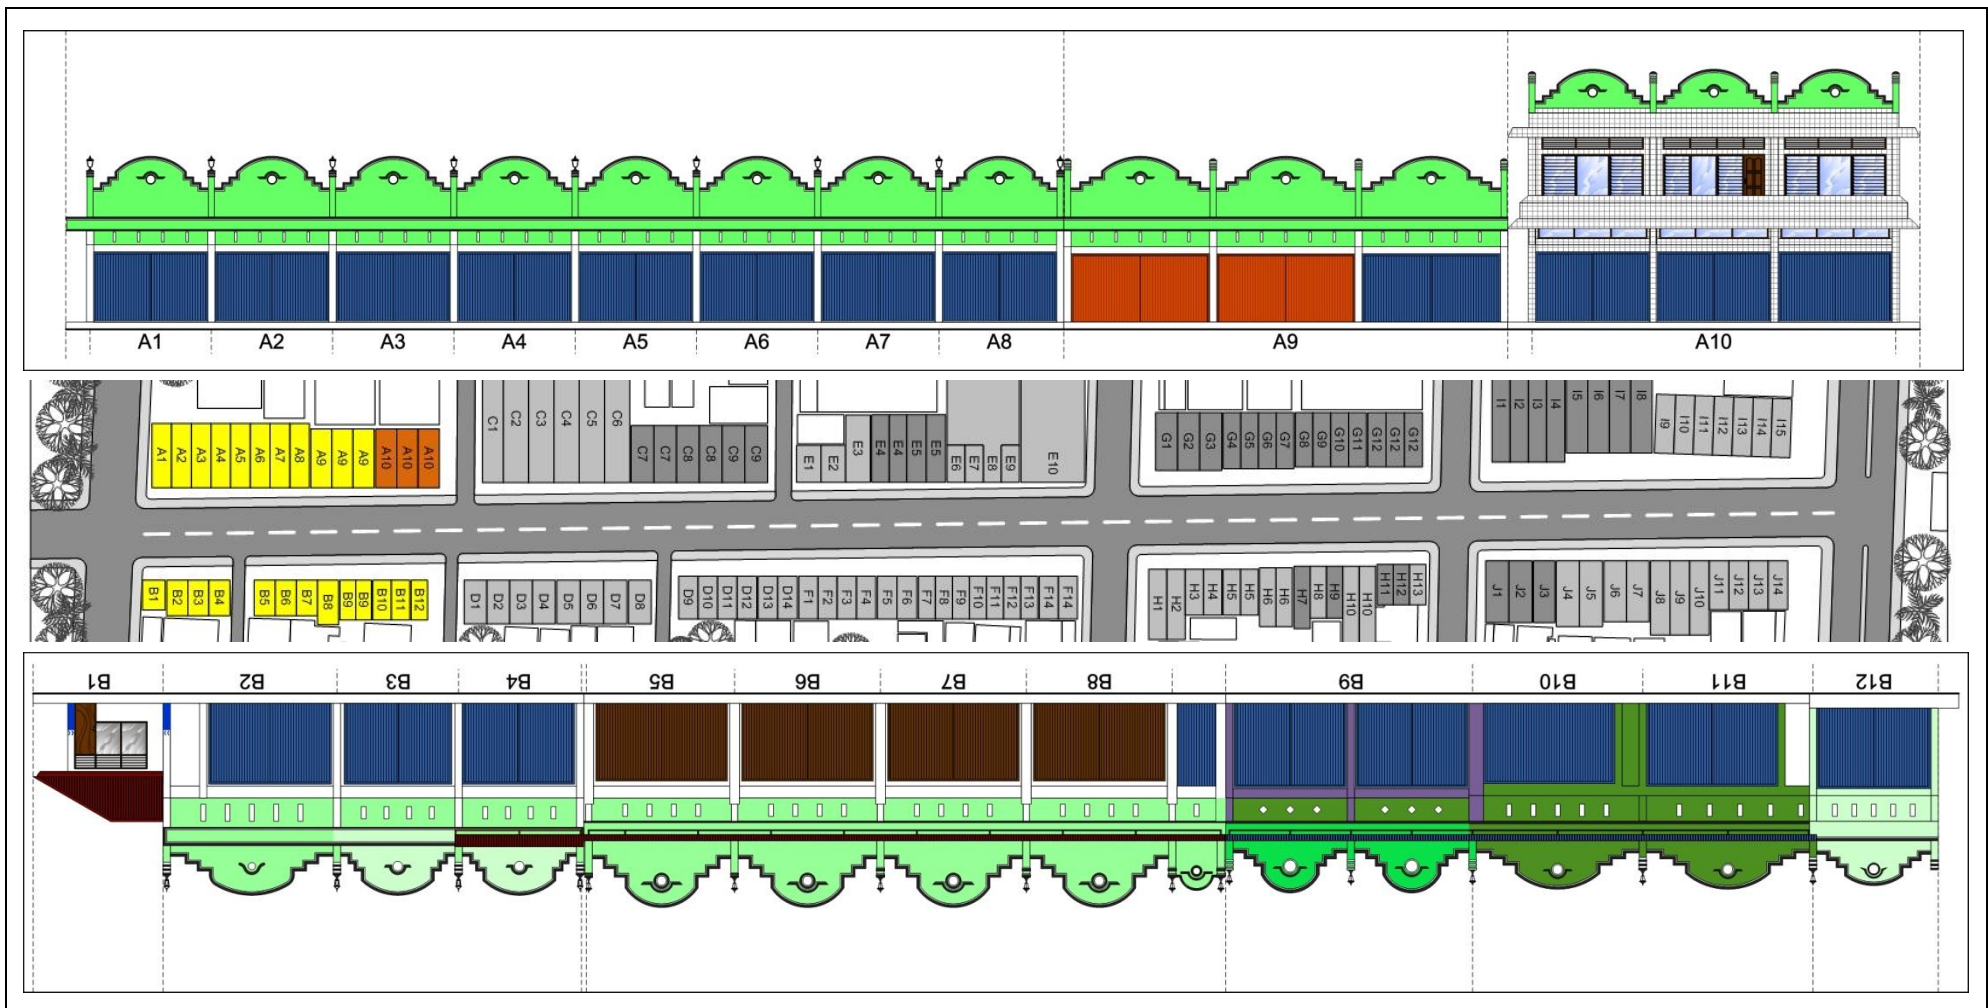 A1 A2 A3 A4 A5 A6 A7 A8 A9 A10
A1 A2 A3 A4 A5 A6 A7 A8 A9 A9 A9 A10 A10 A10
C1 C2 C3 C4 C5 C6 C7 C7 C8 C8 C9 C9
E1 E2 E3 E4 E4 E5 E5 E6 E7 E8 E9 E10
G1 G2 G3 G4 G5 G6 G7 G8 G9 G10 G11 G12 G12 G12
I1 I2 I3 I4 I5 I6 I7 I8 I9 I10 I11 I12 I13 I14 I15
B1 B2 B3 B4 B5 B6 B7 B8 B9 B9 B10 B11 B12
D1 D2 D3 D4 D5 D6 D7 D8
D9 D10 D11 D12 D13 D14 F1 F2 F3 F4 F5 F6 F7 F8 F9 F10 F11 F12 F13 F14 F14
H1 H2 H3 H4 H5 H5 H6 H6 H7 H8 H9 H10 H10 H11 H12 H13
J1 J2 J3 J4 J5 J6 J7 J8 J9 J10 J11 J12 J13 J14
B1 B2 B3 B4 B5 B6 B7 B8 B9 B10 B11 B12